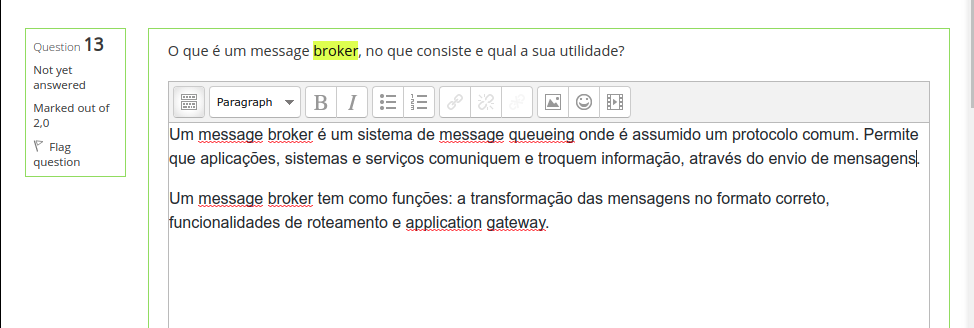 Question 13
Not yet
answered
Marked out of
2,0
Flag
question
O que é um message broker, no que consiste e qual a sua utilidade?
Paragraph
B I
Um message broker é um sistema de message queueing onde é assumido um protocolo comum. Permite
que aplicações, sistemas e serviços comuniquem e troquem informação, através do envio de mensagens.
Um message broker tem como funções: a transformação das mensagens no formato correto,
funcionalidades de roteamento e application gateway.